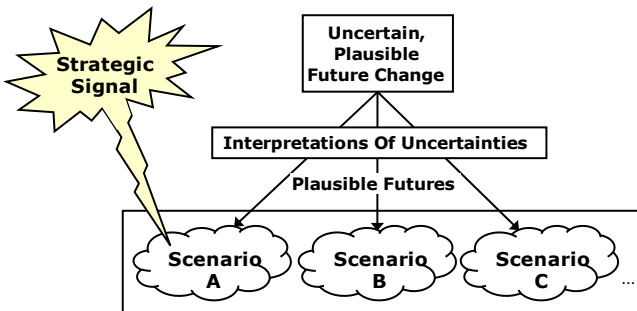 Strategic
Signal
Uncertain,
Plausible
Future Change
Interpretations Of Uncertainties
Plausible Futures
Scenario
A
Scenario
B
Scenario
C
...